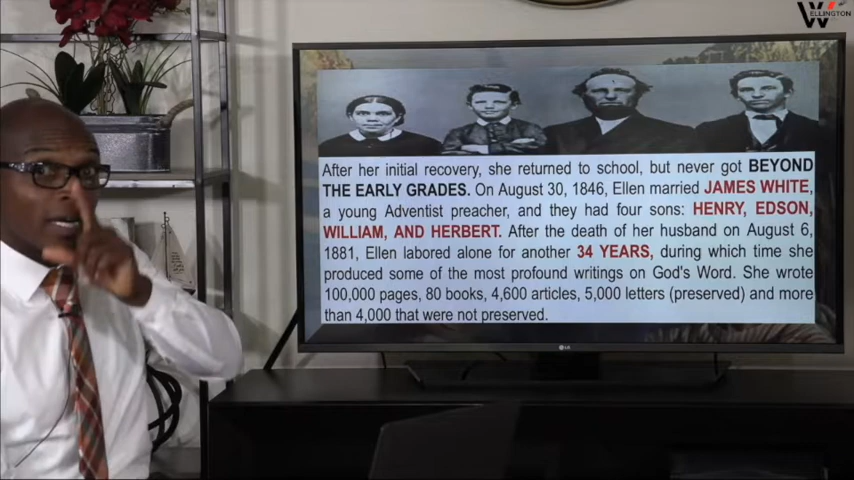 WELLINGTON
After her initial recovery, she returned to school, but never got BEYOND
THE EARLY GRADES. On August 30, 1846, Ellen married JAMES WHITE,
a young Adventist preacher, and they had four sons: HENRY, EDSON,
WILLIAM, AND HERBERT. After the death of her husband on August 6,
1881, Ellen labored alone for another 34 YEARS, during which time she
produced some of the most profound writings on God's Word. She wrote
100,000 pages, 80 books, 4,600 articles, 5,000 letters (preserved) and more
than 4,000 that were not preserved.
LG